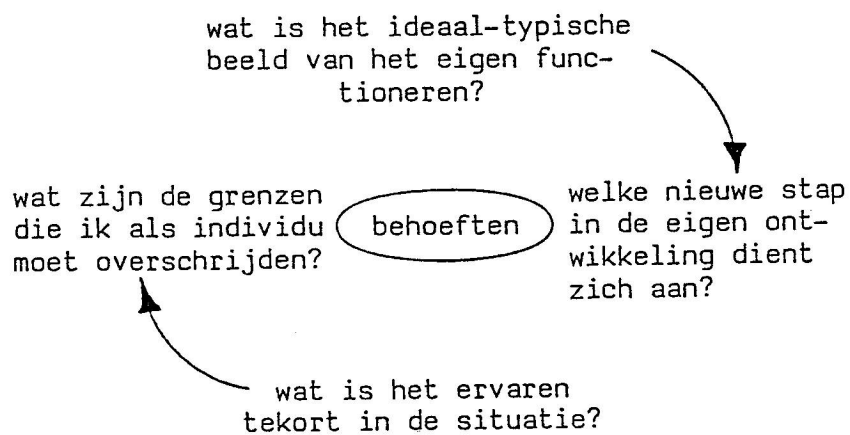 wat is het ideaal-typische
beeld van het eigen func-
tioneren?
wat zijn de grenzen
die ik als individu
moet overschrijden?
behoeften
welke nieuwe stap
in de eigen ont-
wikkeling dient
zich aan?
wat is het ervaren
tekort in de situatie?